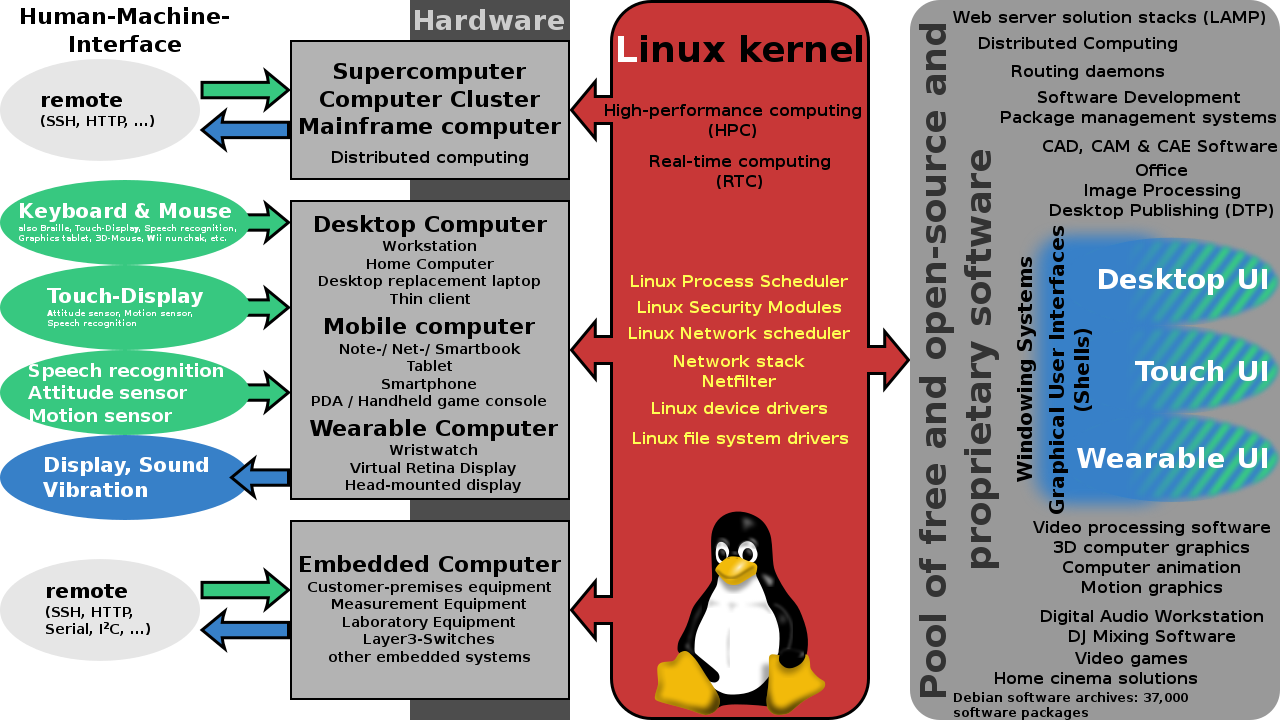 Human-Machine-
Interface
remote
(SSH, HTTP, ...)
Keyboard & Mouse
also Braille, Touch-Display, Speech recognition,
Graphics tablet, 3D-Mouse, Wii nunchak, etc.
Touch-Display
Attitude sensor, Motion sensor,
Speech recognition
Speech recognition
Attitude sensor
Motion sensor
Display, Sound
Vibration
remote
(SSH, HTTP,
Serial, I²C, ...)
Hardware
Supercomputer
Computer Cluster
Mainframe computer
Distributed computing
Desktop Computer
Workstation
Home Computer
Desktop replacement laptop
Thin client
Mobile computer
Note-/ Net-/ Smartbook
Tablet
Smartphone
PDA / Handheld game console
Wearable Computer
Wristwatch
Virtual Retina Display
Head-mounted display
Embedded Computer
Customer-premises equipment
Measurement Equipment
Laboratory Equipment
Layer3-Switches
other embedded systems
Linux kernel
High-performance computing
(HPC)
Real-time computing
(RTC)
Linux Process Scheduler
Linux Security Modules
Linux Network scheduler
Network stack
Netfilter
Linux device drivers
Linux file system drivers
Pool of free and open-source and
proprietary software
Web server solution stacks (LAMP)
Distributed Computing
Routing daemons
Software Development
Package management systems
CAD, CAM & CAE Software
Office
Image Processing
Desktop Publishing (DTP)
Windowing Systems
Graphical User Interfaces
(Shells)
Desktop UI
Touch UI
Wearable UI
Video processing software
3D computer graphics
Computer animation
Motion graphics
Digital Audio Workstation
DJ Mixing Software
Video games
Home cinema solutions
Debian software archives: 37,000
software packages